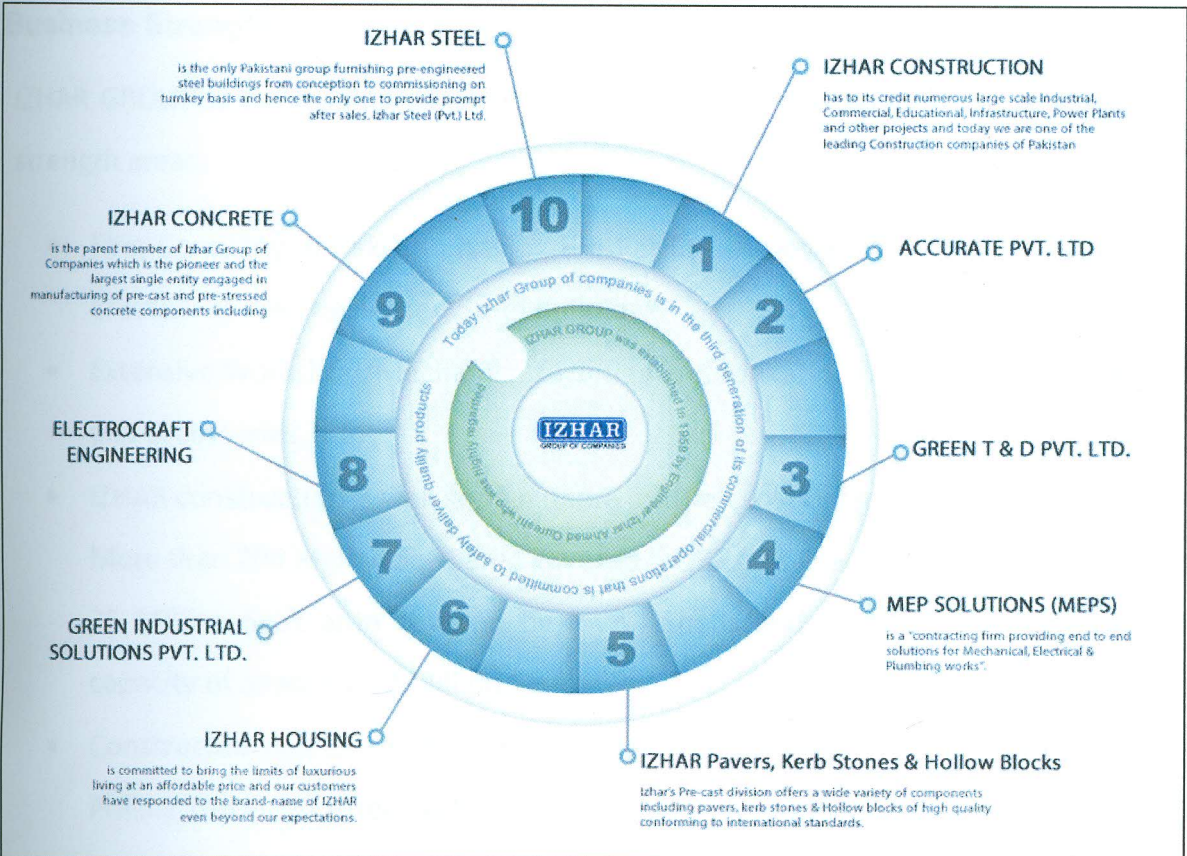 IZHAR STEEL
is the only Pakistani group furnishing pre-engineered
steel buildings from conception to commissioning on
turnkey basis and hence the only one to provide prompt
after sales. Izhar Steel (Pvt.) Ltd.
IZHAR CONSTRUCTION
has to its credit numerous large scale Industrial,
Commercial, Educational, Infrastructure, Power Plants
and other projects and today we are one of the
leading Construction companies of Pakistan
IZHAR CONCRETE
is the parent member of Izhar Group of
Companies which is the pioneer and the
largest single entity engaged in
manufacturing of pre-cast and pre-stressed
concrete components including
ACCURATE PVT. LTD
ELECTROCRAFT
ENGINEERING
GREEN T & D PVT. LTD.
GREEN INDUSTRIAL
SOLUTIONS PVT. LTD.
MEP SOLUTIONS (MEPS)
is a "contracting firm providing end to end
solutions for Mechanical, Electrical &
Plumbing works".
IZHAR HOUSING
is committed to bring the limits of luxurious
living at an affordable price and our customers
have responded to the brand-name of IZHAR
even beyond our expectations.
IZHAR Pavers, Kerb Stones & Hollow Blocks
Izhar's Pre-cast division offers a wide variety of components
including pavers, kerb stones & Hollow blocks of high quality
conforming to international standards.
10
1
2
3
4
5
6
7
8
9
Today Izhar Group of companies is in the third generation of its commercial operations that is committed to safely deliver quality products
IZHAR GROUP was established in 1959 by Engineer Izhar Ahmad Qureshi who was highly regarded
IZHAR
GROUP OF COMPANIES